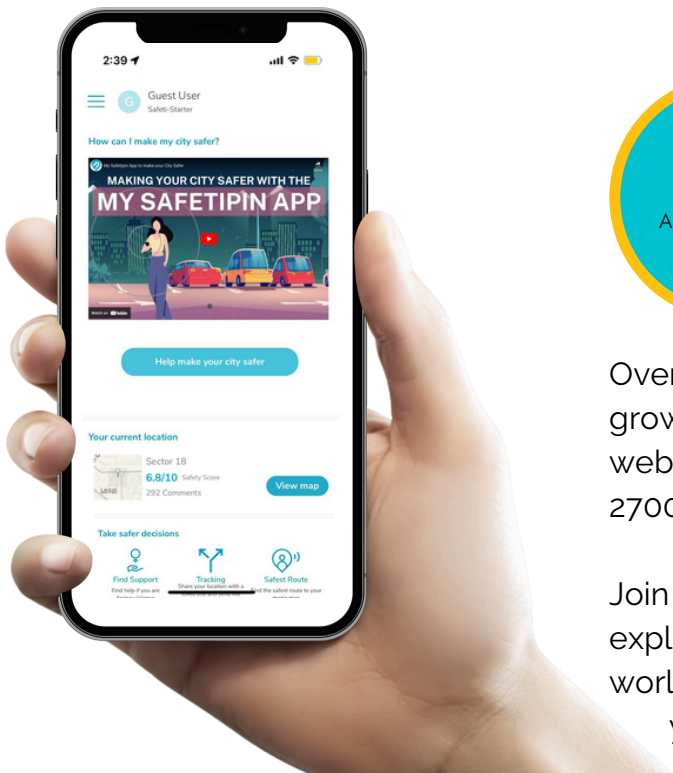 2:39
G
Guest User
Safeti-Starter
How can I make my city safer?
My Safetipin App to make your City Safer
MAKING YOUR CITY SAFER WITH THE
MY SAFETIPIN APP
Watch on YouTube
Help make your city safer
Your current location
Sector 18
6.8/10 Safety Score
292 Comments
View map
Take safer decisions
Find Support
Tracking
Safest Route
Find help if you are
Share your location with a
Find the safest route to your
A
Over
grow
web
2700
Join
expl
worl
y